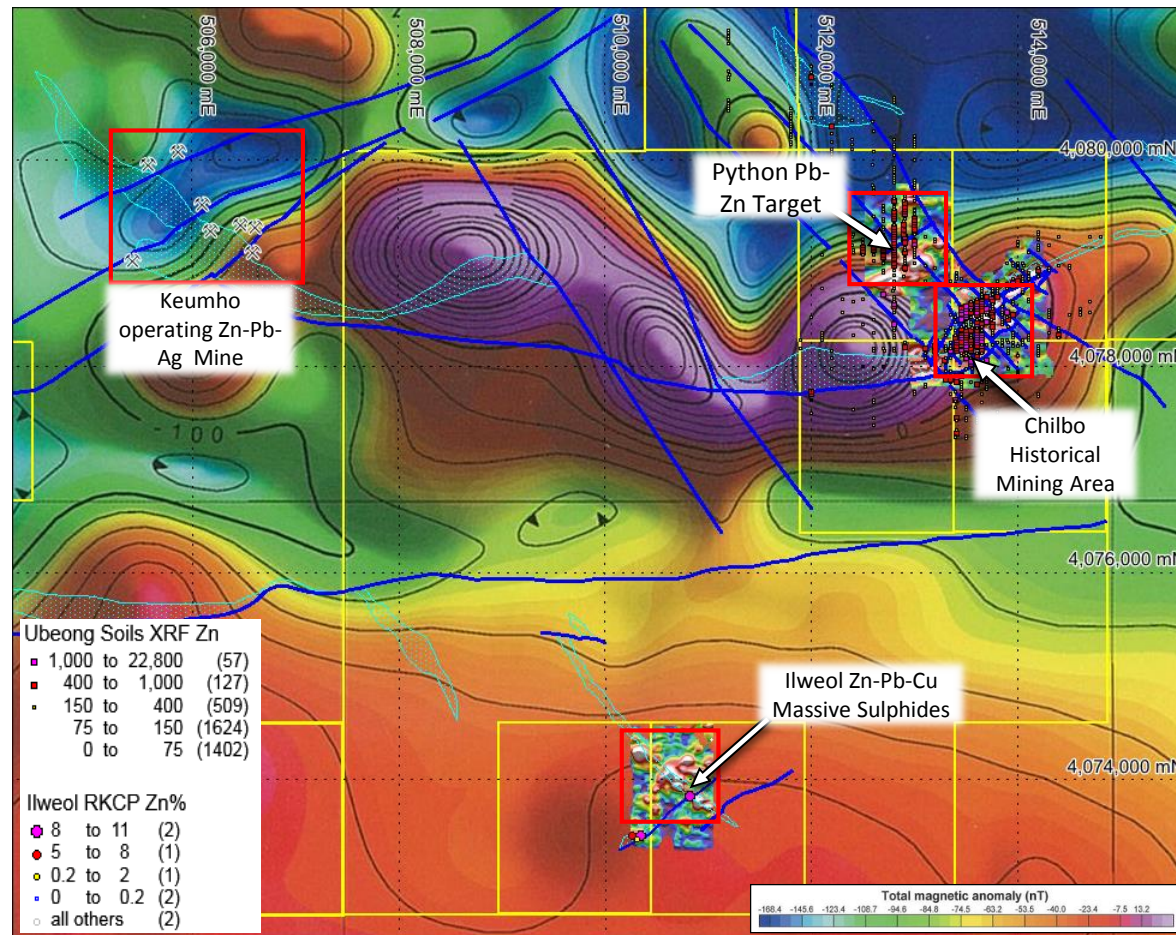 506,000 mE
508,000 mE
510,000 mE
512,000 mE
514,000 mE
4,080,000 mN
Python Pb-
Zn Target
Keumho
operating Zn-Pb-
Ag Mine
4,078,000 mN
Chilbo
Historical
Mining Area
-100
0
4,076,000 mN
Ubeong Soils XRF Zn
1,000 to 22,800 (57)
400 to 1,000 (127)
150 to 400 (509)
75 to 150 (1624)
0 to 75 (1402)
Ilweol RKCP Zn%
8 to 11 (2)
5 to 8 (1)
0.2 to 2 (1)
0 to 0.2 (2)
all others (2)
Ilweol Zn-Pb-Cu
Massive Sulphides
4,074,000 mN
Total magnetic anomaly (nT)
-168.4 -145.6 -123.4 -108.7 -94.6 -84.8 -74.5 -63.2 -53.5 -40.0 -23.4 -7.5 13.2